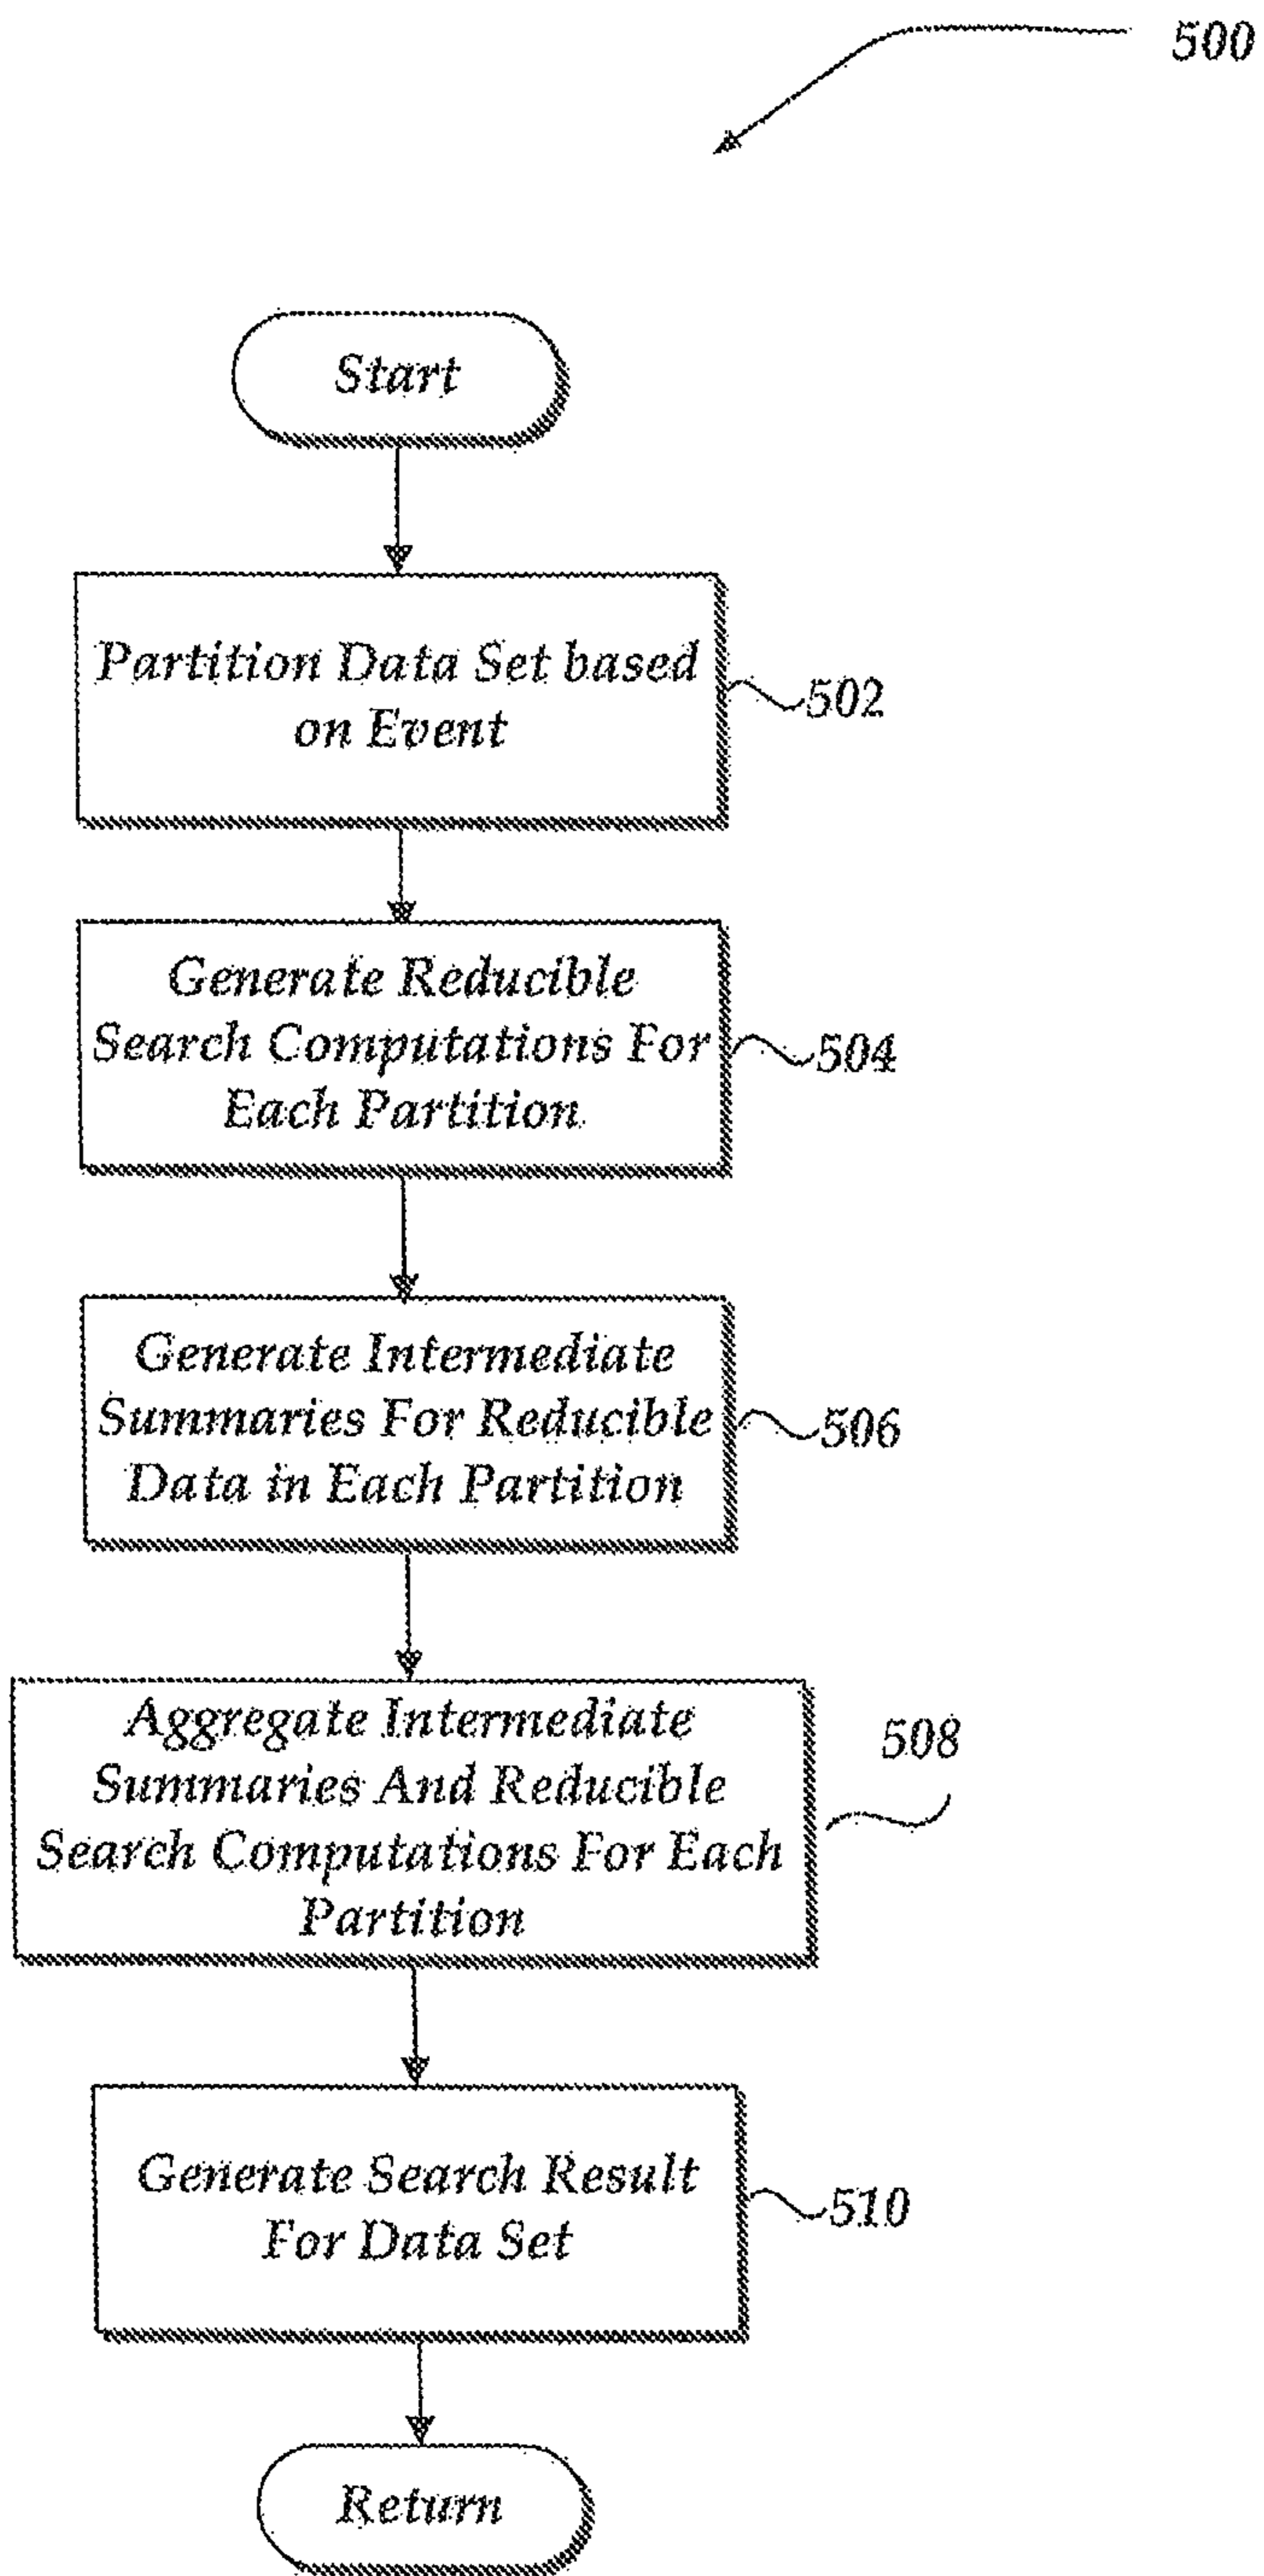 500
Start
Partition Data Set based
on Event
502
Generate Reducible
Search Computations For
Each Partition
504
Generate Intermediate
Summaries For Reducible
Data in Each Partition
506
Aggregate Intermediate
Summaries And Reducible
Search Computations For Each
Partition
508
Generate Search Result
For Data Set
510
Return